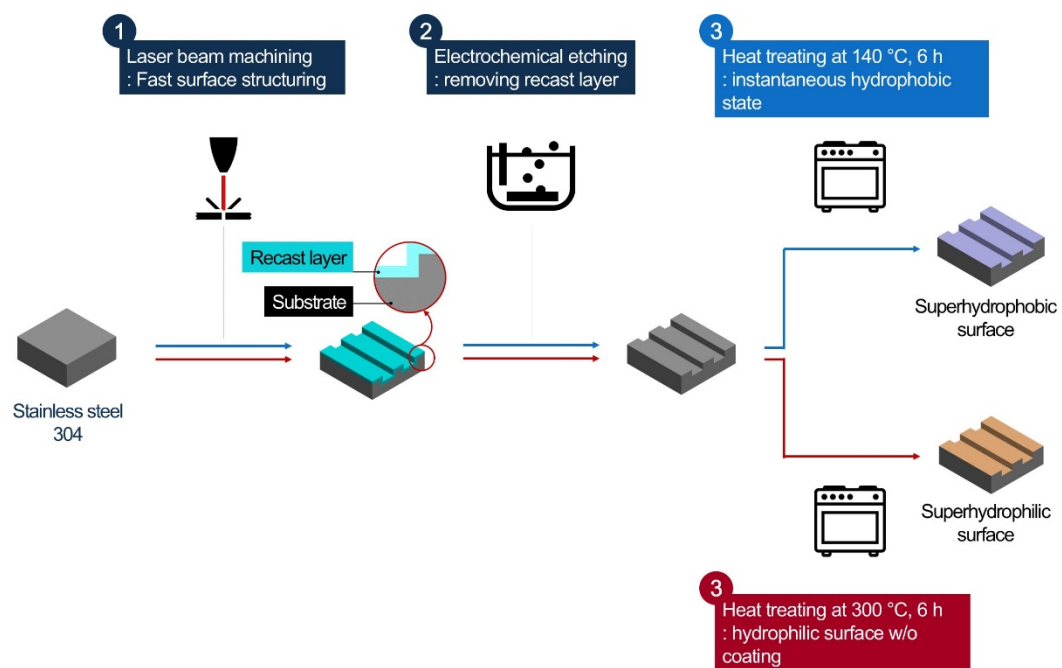 1
Laser beam machining
: Fast surface structuring
2
Electrochemical etching
: removing recast layer
3
Heat treating at 140 °C, 6 h
: instantaneous hydrophobic
state
Recast layer
Substrate
Stainless steel
304
Superhydrophobic
surface
Superhydrophilic
surface
3
Heat treating at 300 °C, 6 h
: hydrophilic surface w/o
coating